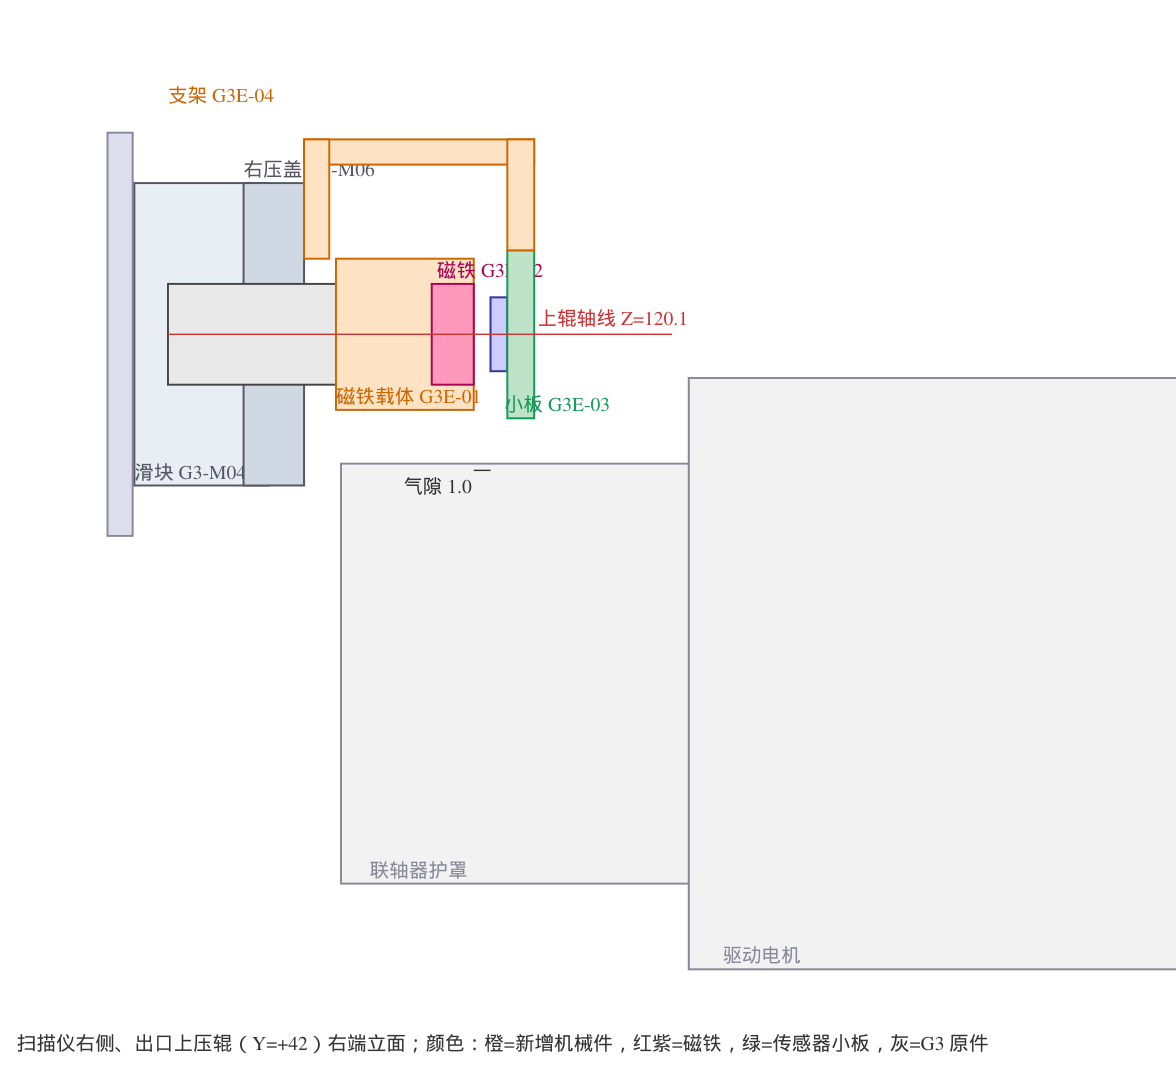 支架 G3E-04
右压盖 -M06
磁铁 G3 2
上辊轴线 Z=120.1
磁铁载体 G3E-01
小板 G3E-03
滑块 G3-M04
气隙 1.0
联轴器护罩
驱动电机
扫描仪右侧、出口上压辊（Y=+42）右端立面；颜色：橙=新增机械件，红紫=磁铁，绿=传感器小板，灰=G3 原件